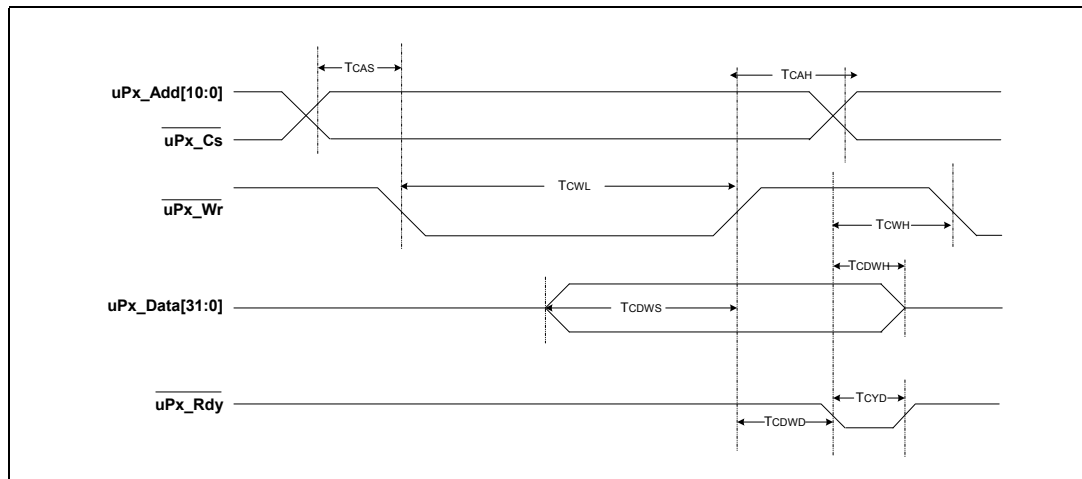 TCAS
TCAH
uPx_Add[10:0]
uPx_Cs
TCWL
uPx_Wr
TCWH
TCDWH
uPx_Data[31:0]
TCDWS
TCYD
uPx_Rdy
TCDWD